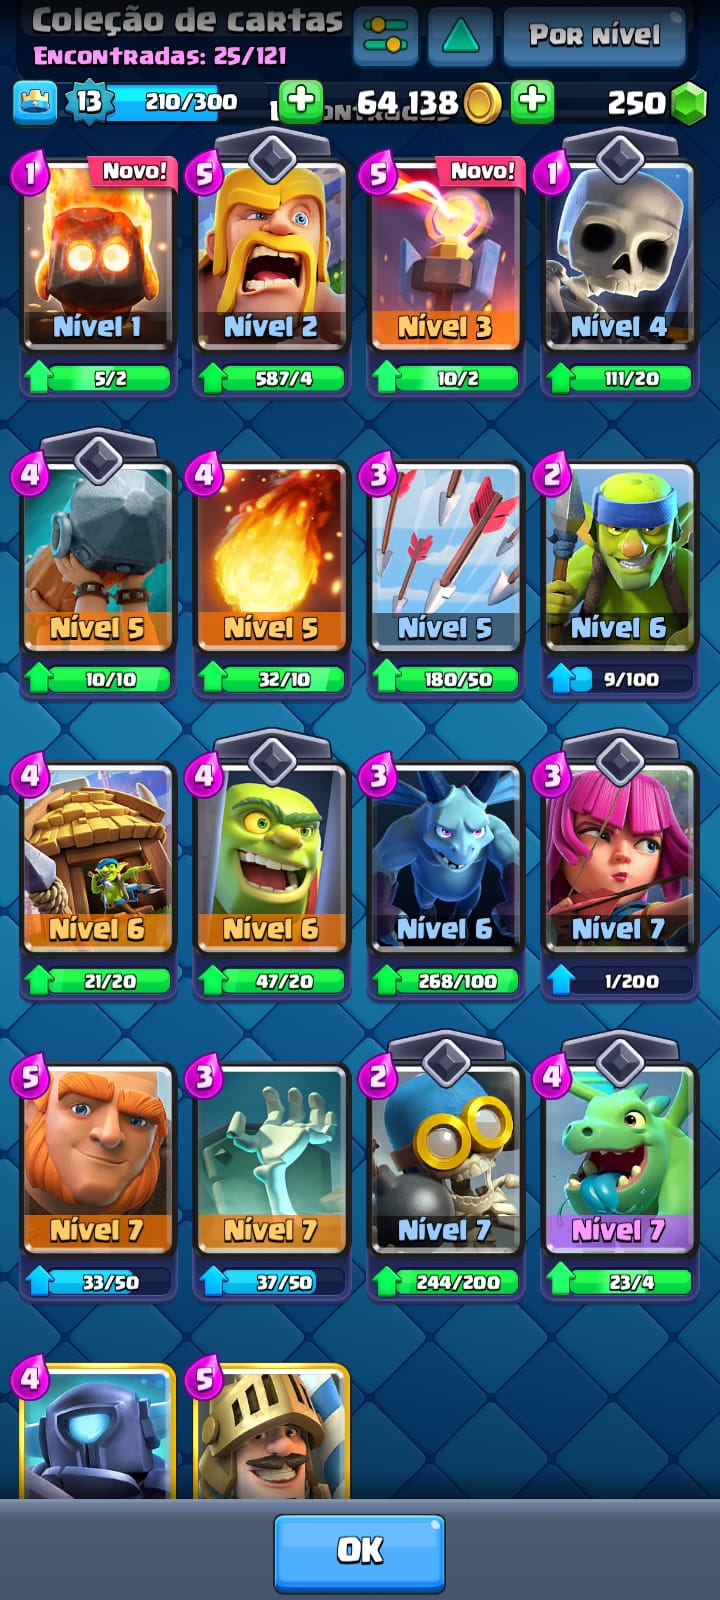 Coleção de cartas
Encontradas: 25/121
Por nível
13 210/300 64 138 250
1 Novo! 5 5 Novo! 1
Nível 1 Nível 2 Nível 3 Nível 4
5/2 587/4 10/2 111/20
4 4 3 2
Nível 5 Nível 5 Nível 5 Nível 6
10/10 32/10 180/50 9/100
4 4 3 3
Nível 6 Nível 6 Nível 6 Nível 7
21/20 47/20 268/100 1/200
5 3 2 4
Nível 7 Nível 7 Nível 7 Nível 7
33/50 37/50 244/200 23/4
4 5
OK